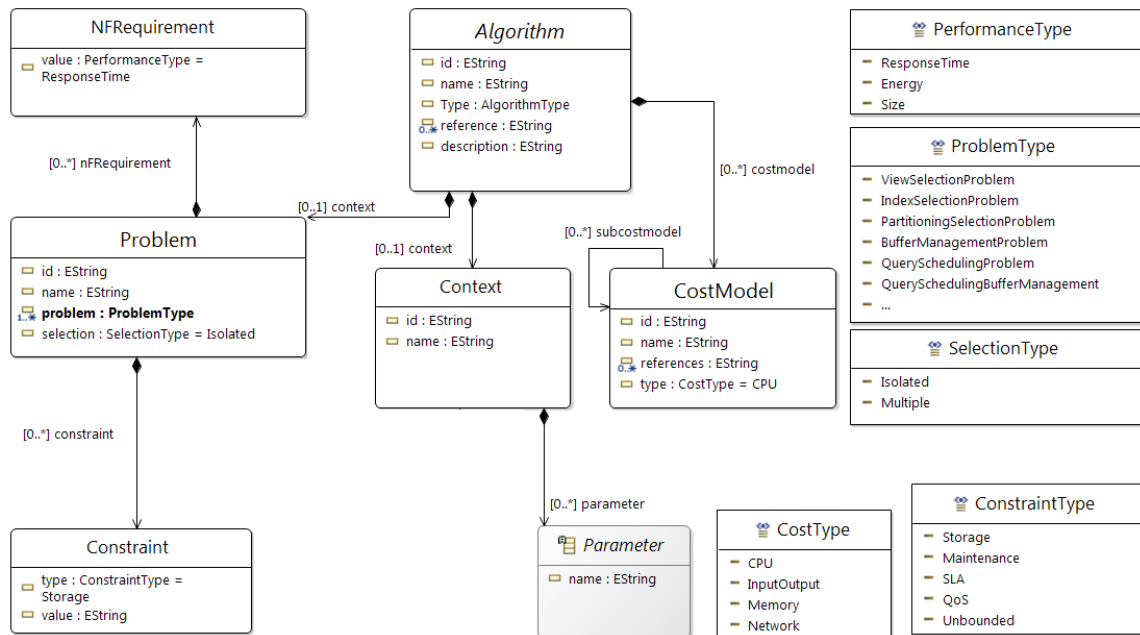 NFRequirement
value : PerformanceType =
ResponseTime
Algorithm
id : EString
name : EString
Type : AlgorithmType
0..* reference : EString
description : EString
PerformanceType
ResponseTime
Energy
Size
[0..*] nFRequirement
[0..*] costmodel
[0..1] context
ProblemType
ViewSelectionProblem
IndexSelectionProblem
PartitioningSelectionProblem
BufferManagementProblem
QuerySchedulingProblem
QuerySchedulingBufferManagement
...
Problem
id : EString
name : EString
1..* problem : ProblemType
selection : SelectionType = Isolated
[0..1] context
[0..*] subcostmodel
Context
id : EString
name : EString
CostModel
id : EString
name : EString
0..* references : EString
type : CostType = CPU
SelectionType
Isolated
Multiple
[0..*] constraint
[0..*] parameter
Constraint
type : ConstraintType =
Storage
value : EString
Parameter
name : EString
CostType
CPU
InputOutput
Memory
Network
ConstraintType
Storage
Maintenance
SLA
QoS
Unbounded